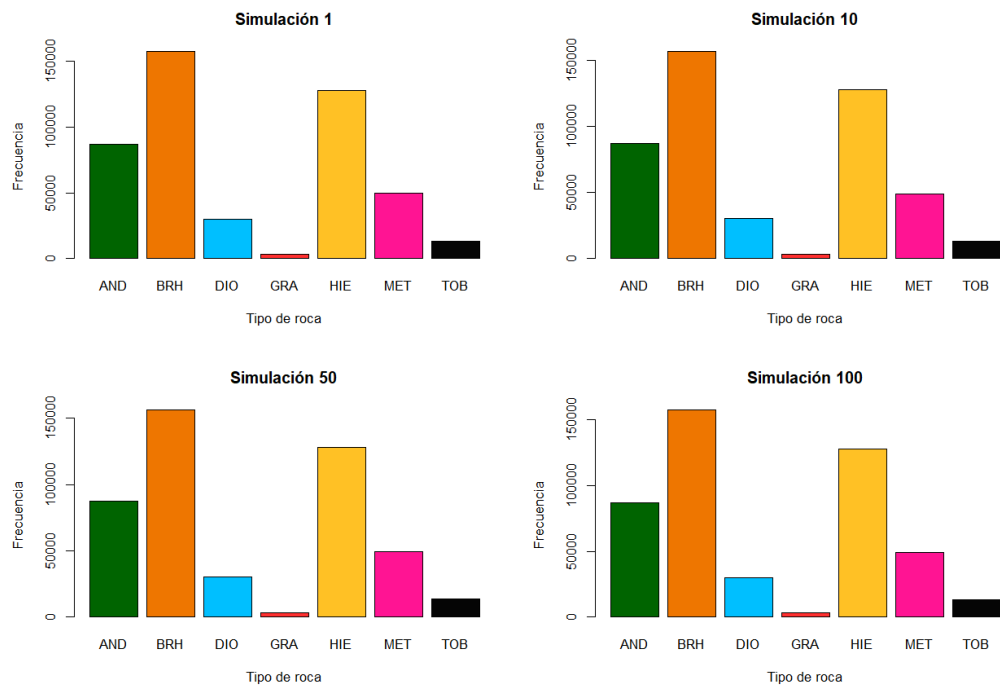 Simulación 1
Frecuencia
150000
100000
50000
0
AND BRH DIO GRA HIE MET TOB
Tipo de roca
Simulación 10
Frecuencia
150000
100000
50000
0
AND BRH DIO GRA HIE MET TOB
Tipo de roca
Simulación 50
Frecuencia
150000
100000
50000
0
AND BRH DIO GRA HIE MET TOB
Tipo de roca
Simulación 100
Frecuencia
150000
100000
50000
0
AND BRH DIO GRA HIE MET TOB
Tipo de roca